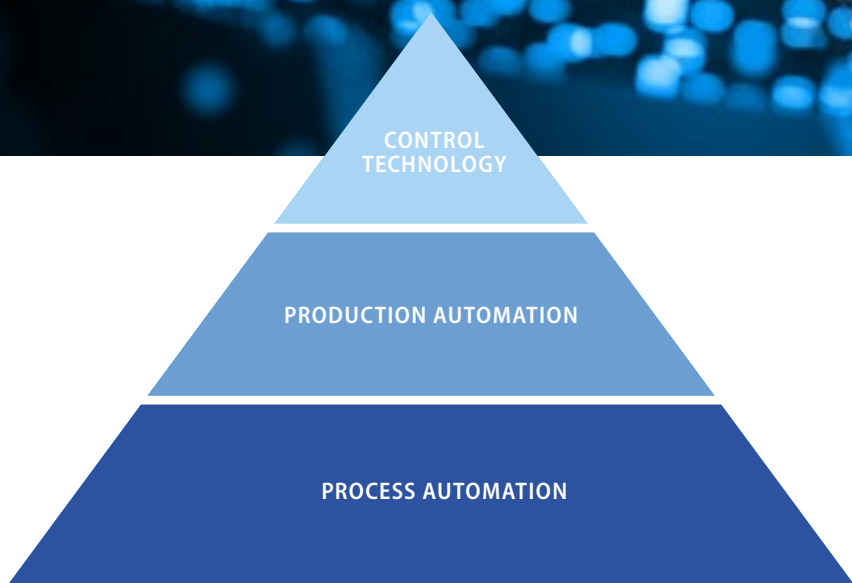 CONTROL
TECHNOLOGY
PRODUCTION AUTOMATION
PROCESS AUTOMATION